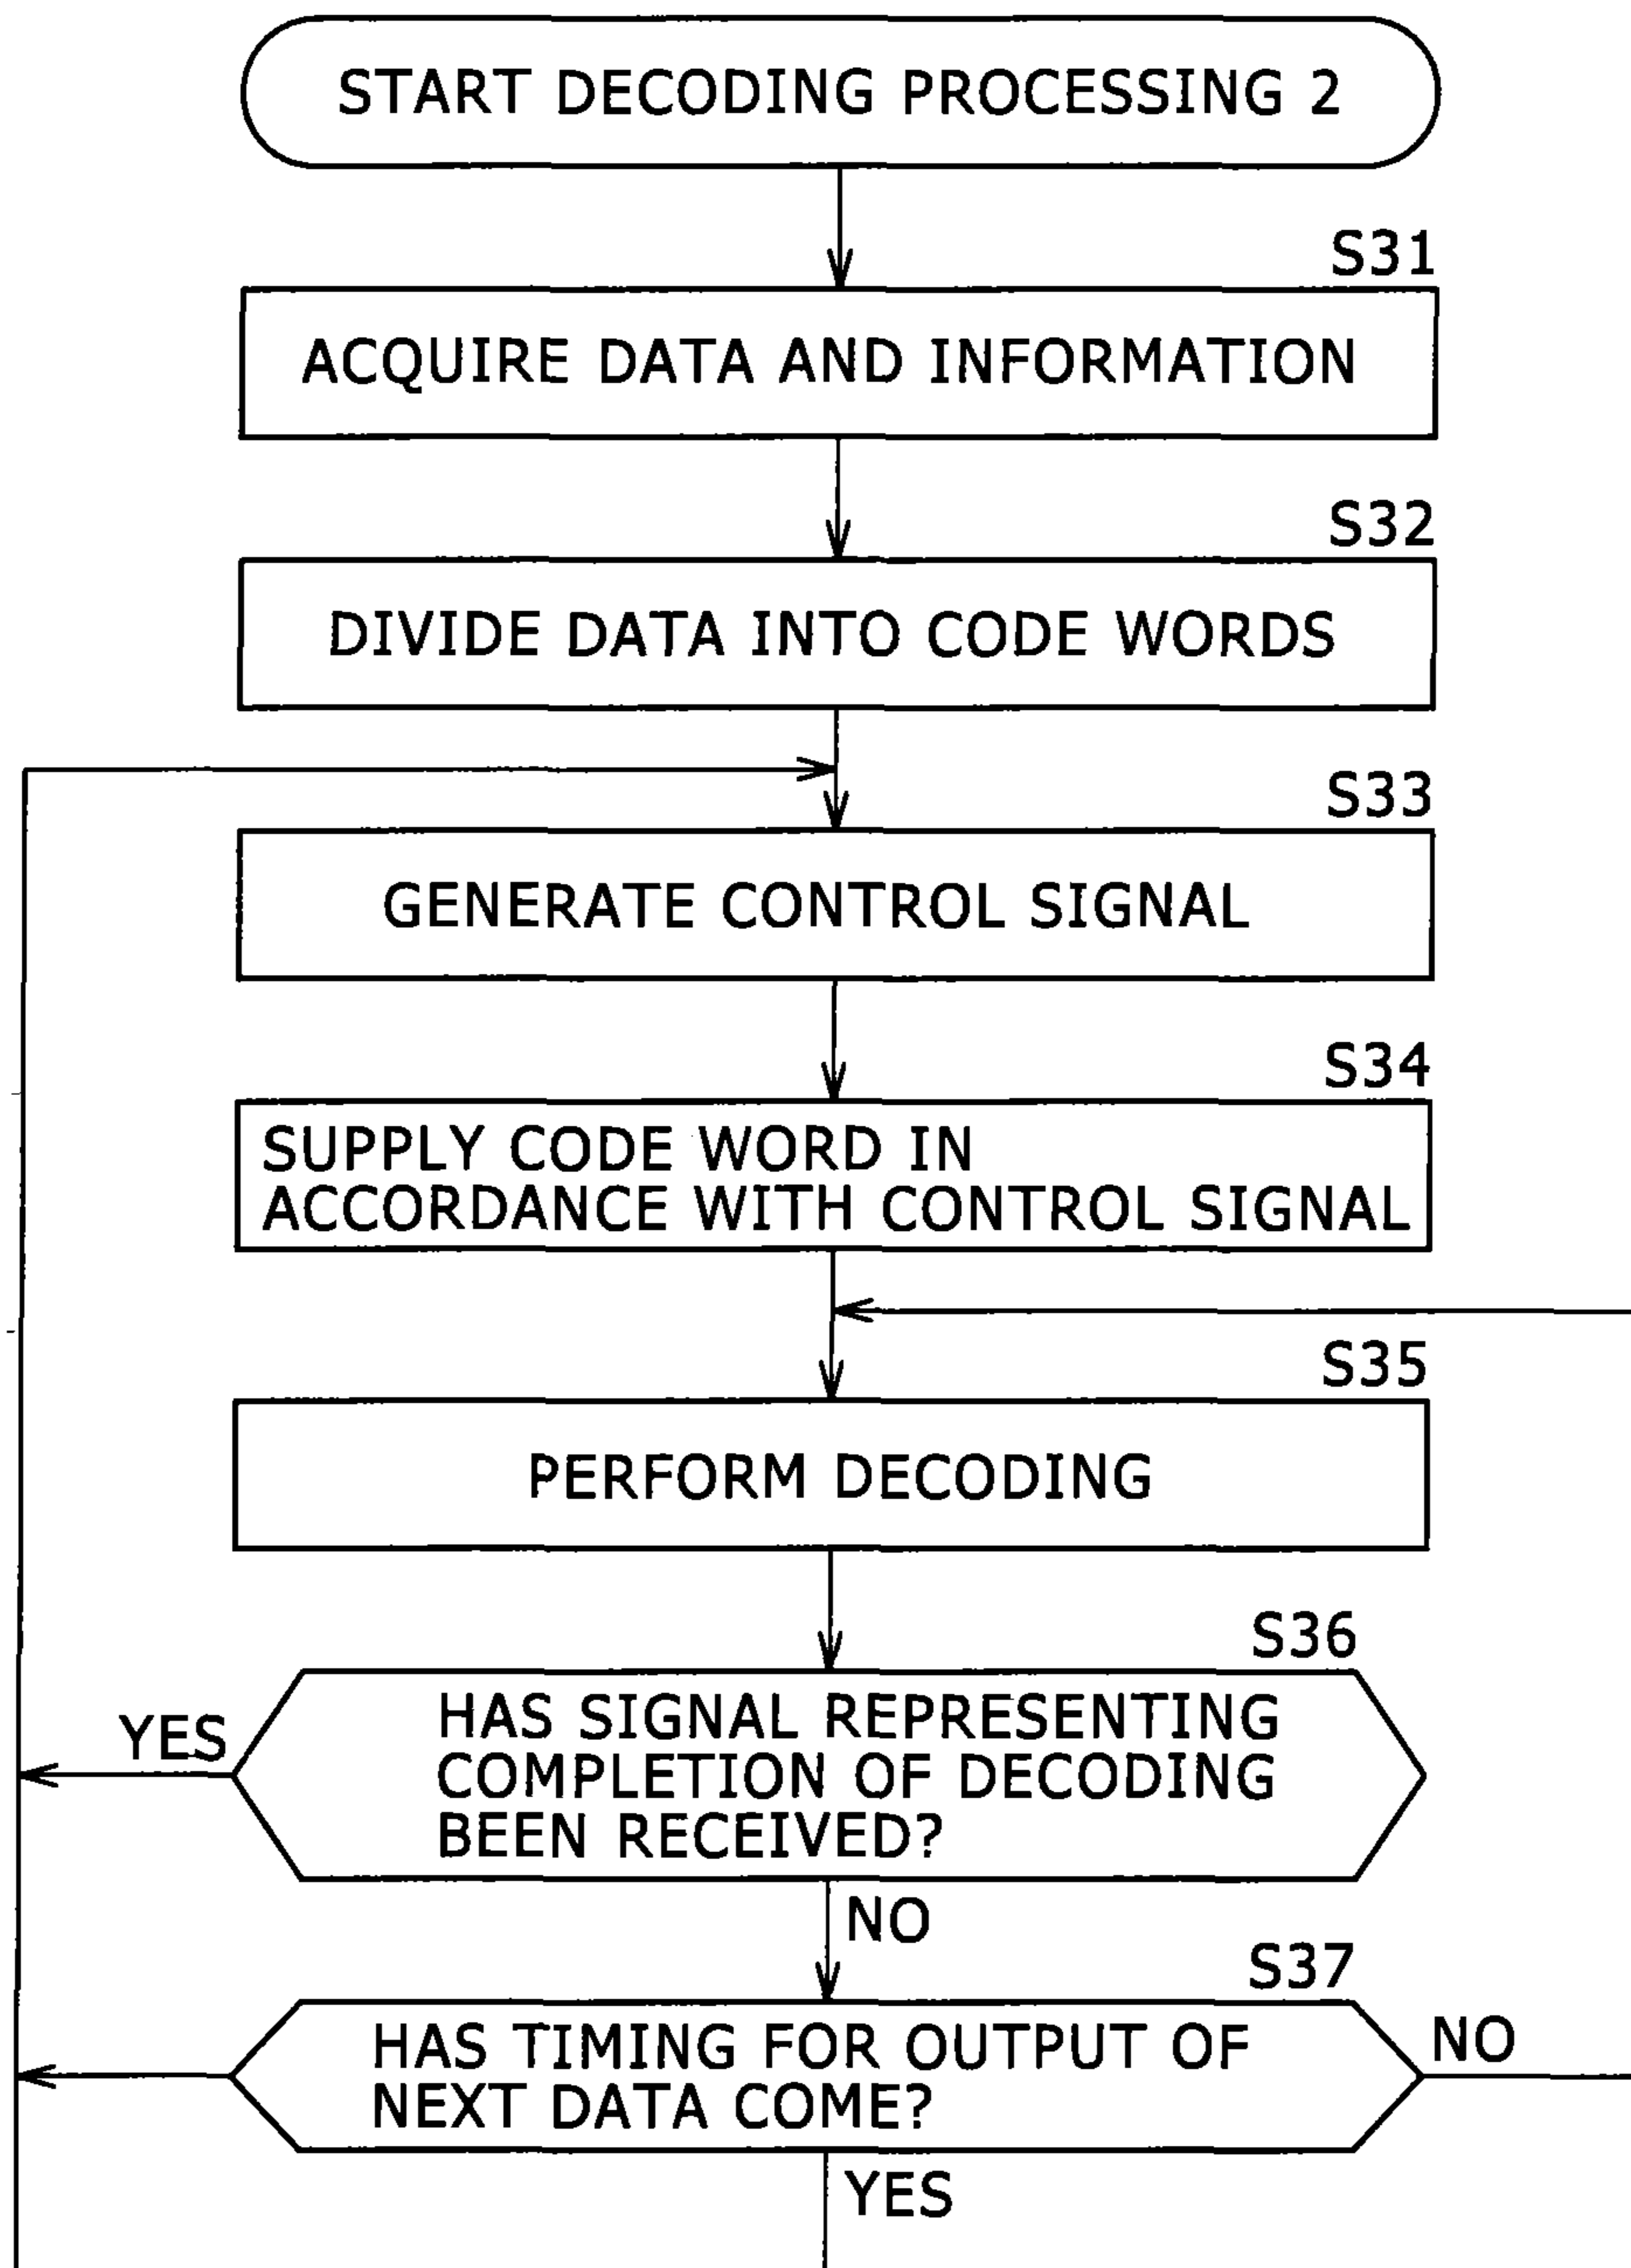 START DECODING PROCESSING 2
S31
ACQUIRE DATA AND INFORMATION
S32
DIVIDE DATA INTO CODE WORDS
S33
GENERATE CONTROL SIGNAL
S34
SUPPLY CODE WORD IN
ACCORDANCE WITH CONTROL SIGNAL
S35
PERFORM DECODING
S36
YES
HAS SIGNAL REPRESENTING
COMPLETION OF DECODING
BEEN RECEIVED?
NO
S37
HAS TIMING FOR OUTPUT OF
NEXT DATA COME?
NO
YES